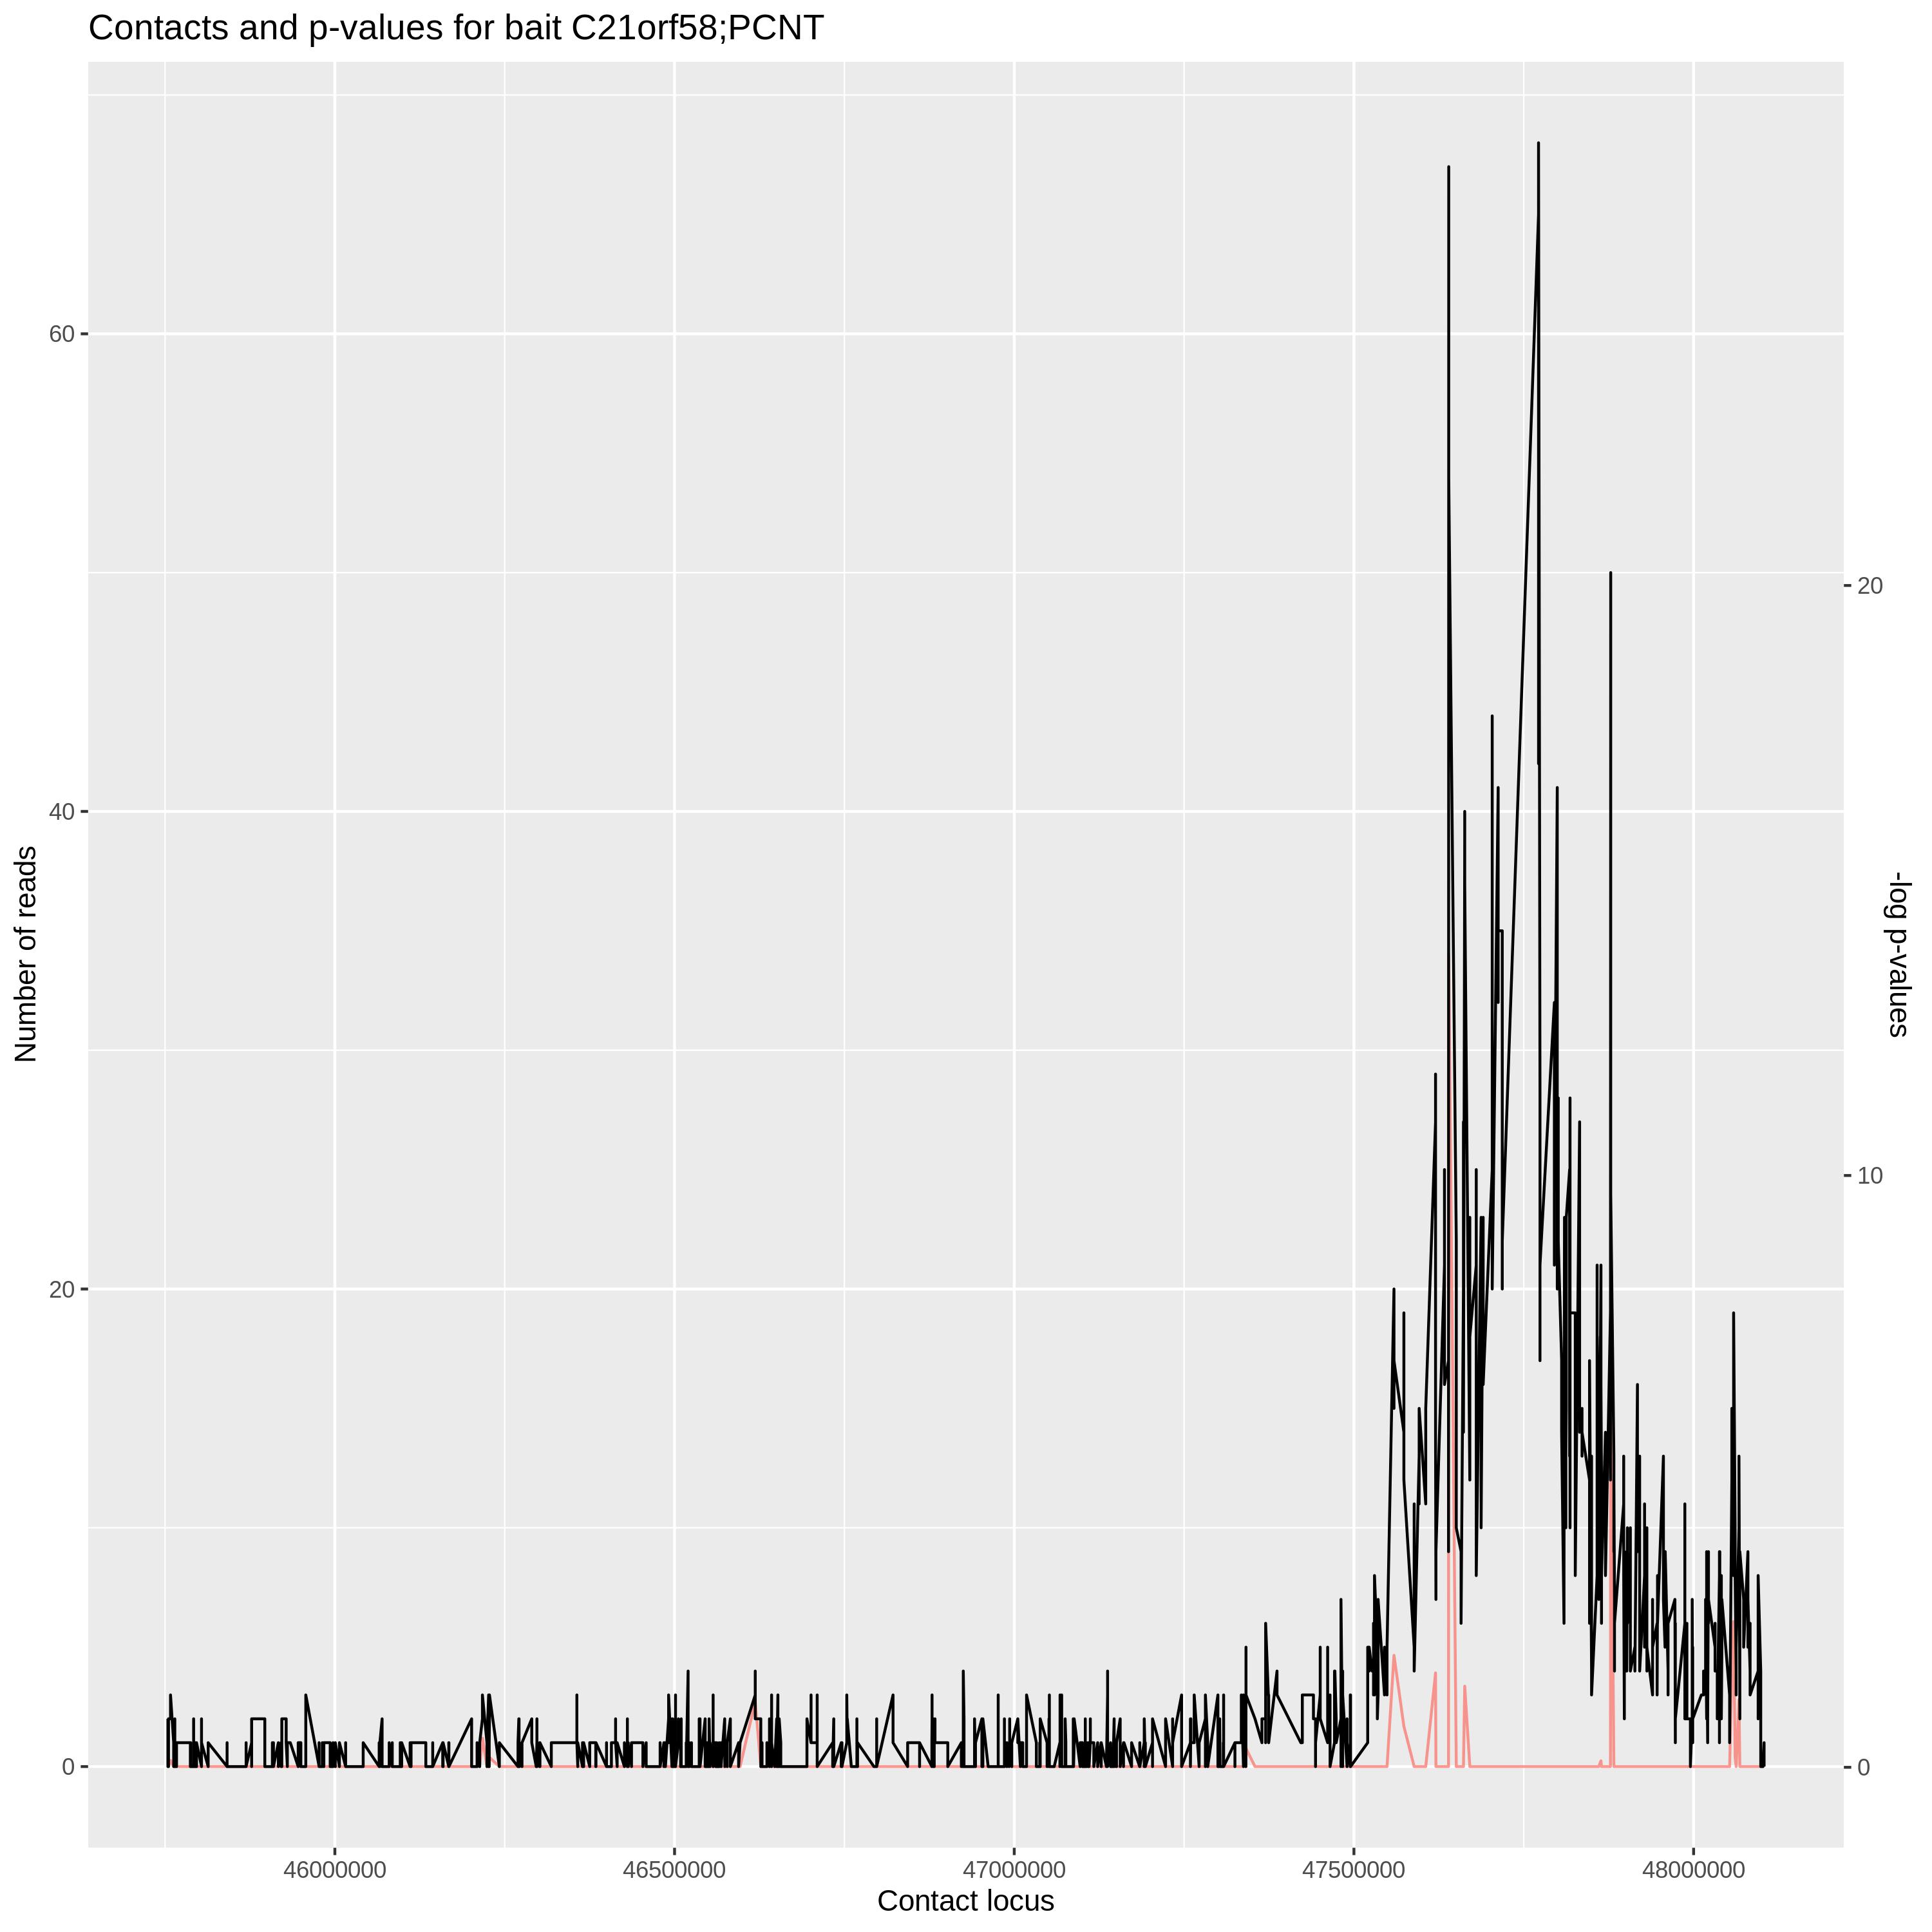 Contacts and p-values for bait C21orf58;PCNT
60
40
20
0
Number of reads
20
10
0
-log p-values
46000000 46500000 47000000 47500000 48000000
Contact locus